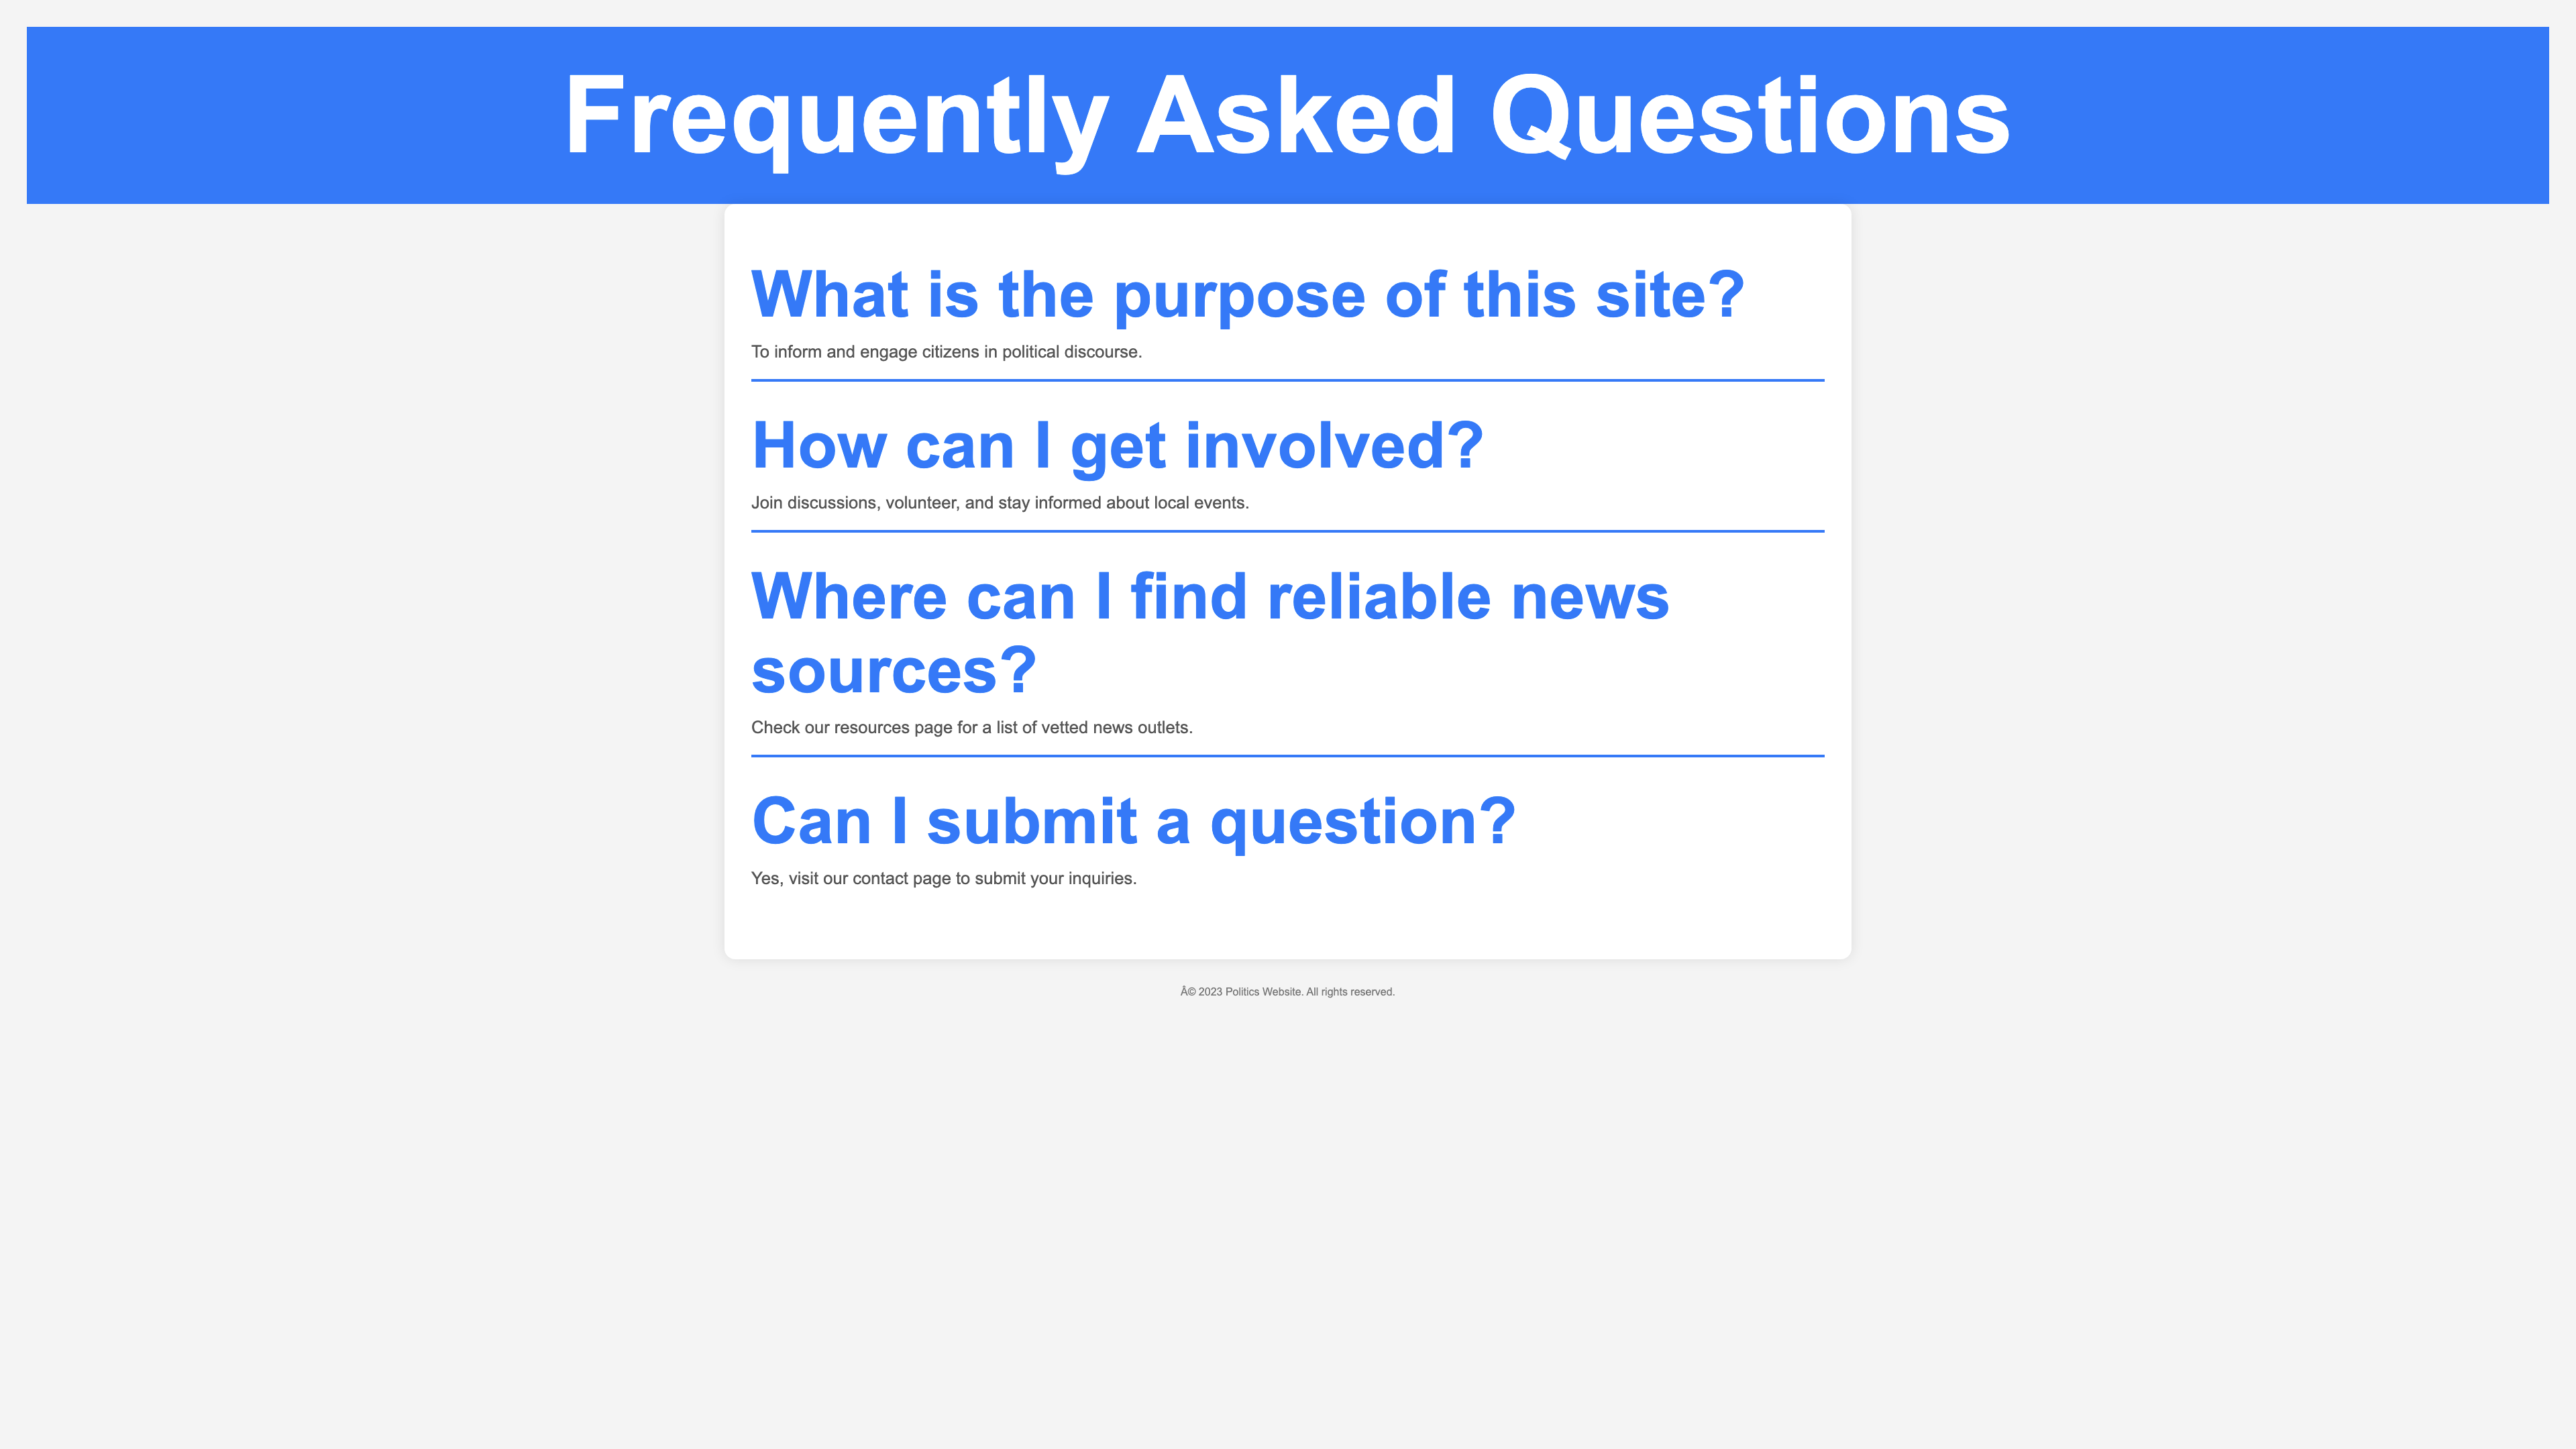 Frequently Asked Questions
What is the purpose of this site?
To inform and engage citizens in political discourse.
How can I get involved?
Join discussions, volunteer, and stay informed about local events.
Where can I find reliable news
sources?
Check our resources page for a list of vetted news outlets.
Can I submit a question?
Yes, visit our contact page to submit your inquiries.
Â© 2023 Politics Website. All rights reserved.